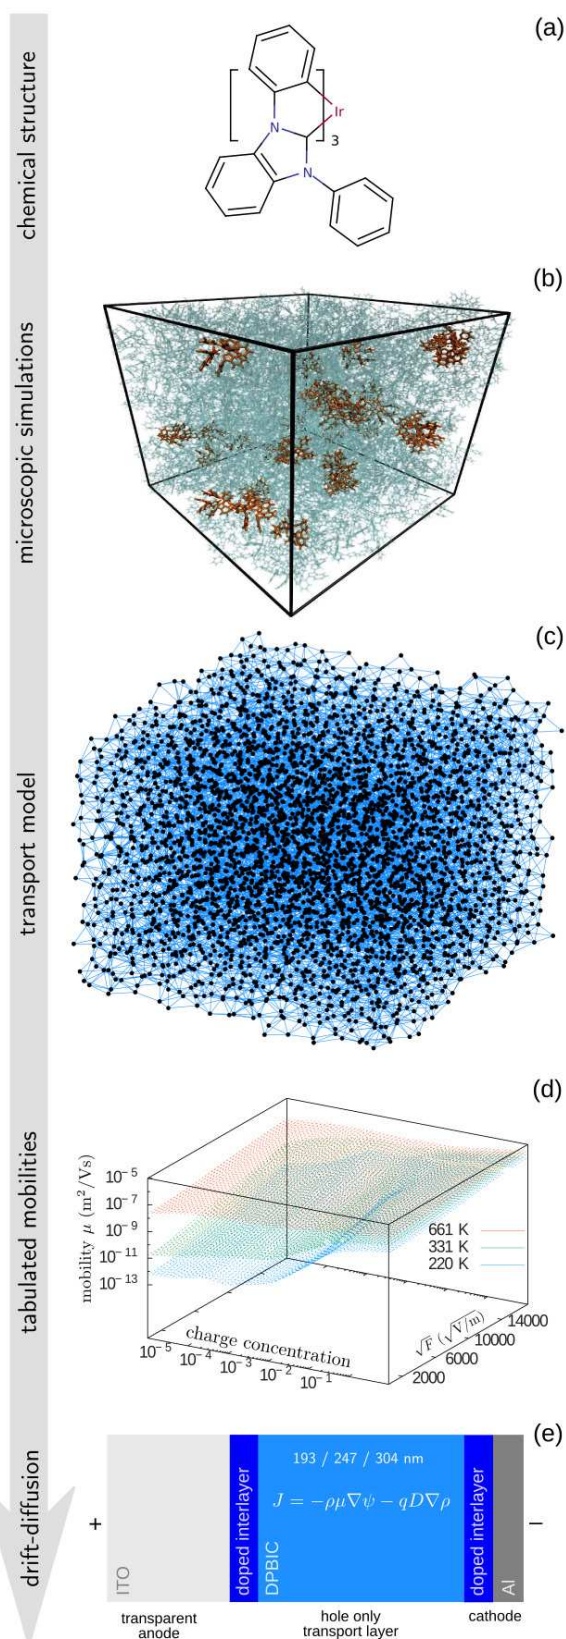 chemical structure
(a)
Ir
3
N
N
microscopic simulations
(b)
transport model
(c)
tabulated mobilities
(d)
mobility μ (m²/Vs)
10⁻⁵
10⁻⁷
10⁻⁹
10⁻¹¹
10⁻¹³
661 K
331 K
220 K
charge concentration
10⁻⁵ 10⁻⁴ 10⁻³ 10⁻² 10⁻¹
√F (√V/m)
2000 6000 10000 14000
drift-diffusion
(e)
+
ITO
doped interlayer
DPBIC
193 / 247 / 304 nm
J = −ρμ∇ψ − qD∇ρ
doped interlayer
Al
−
transparent
anode
hole only
transport layer
cathode